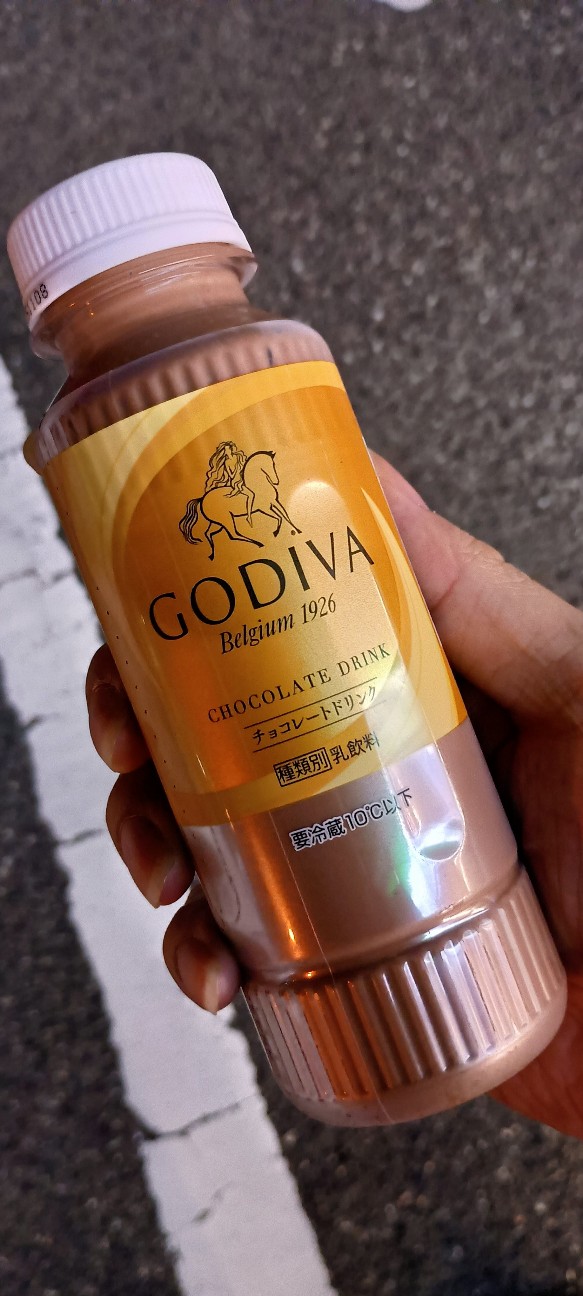 GODIVA
Belgium 1926
CHOCOLATE DRINK
チョコレートドリンク
種類別 乳飲料
要冷蔵10℃以下